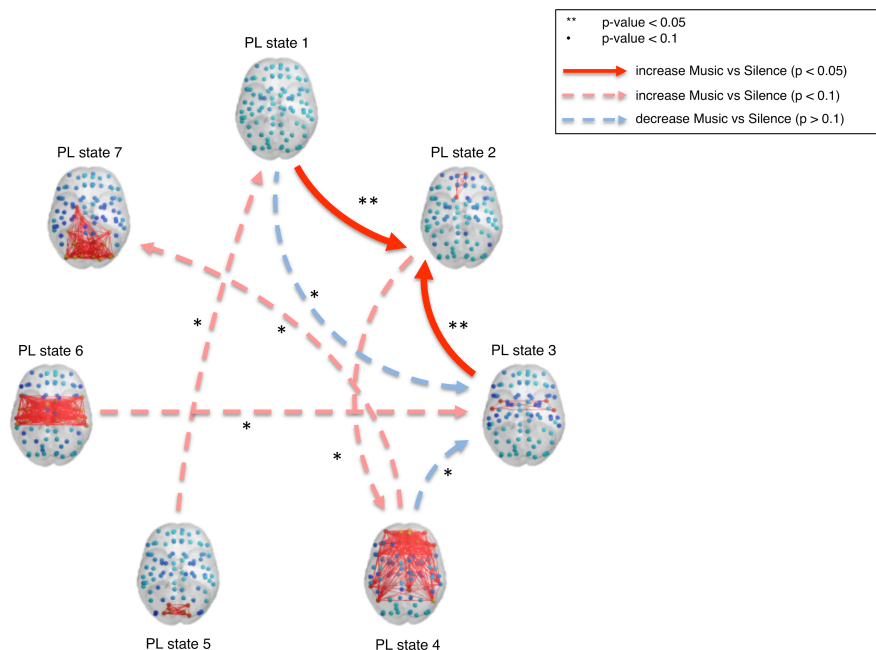 ** p-value < 0.05
• p-value < 0.1
increase Music vs Silence (p < 0.05)
increase Music vs Silence (p < 0.1)
decrease Music vs Silence (p > 0.1)
PL state 1
PL state 7
PL state 2
**
*
*
*
**
PL state 6
PL state 3
*
*
*
PL state 5
PL state 4